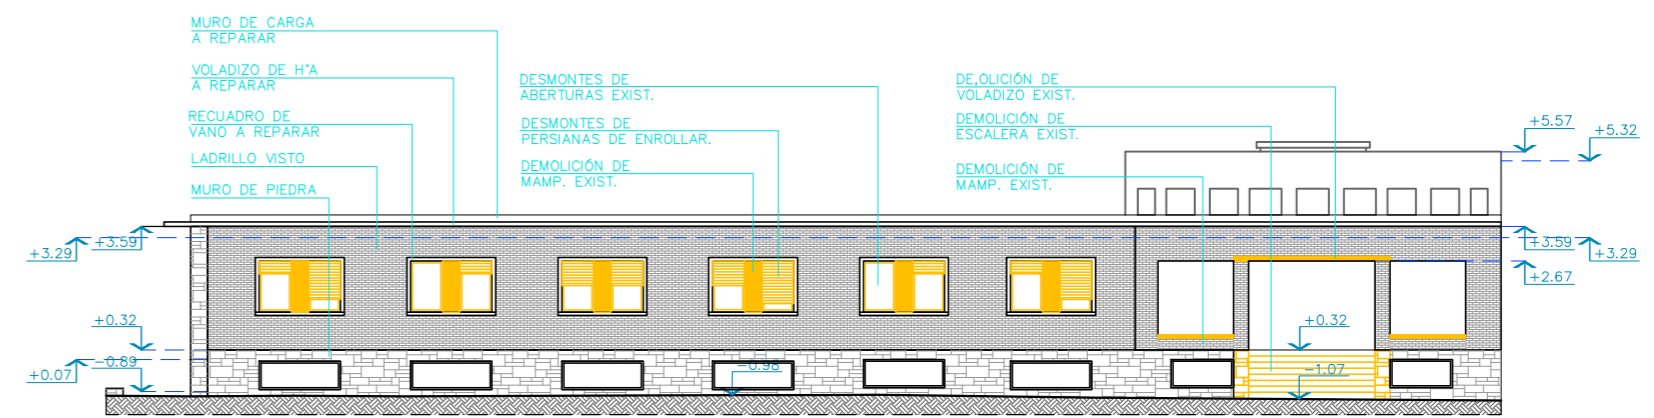 MURO DE CARGA
A REPARAR
VOLADIZO DE H°A
A REPARAR
RECUADRO DE
VANO A REPARAR
LADRILLO VISTO
MURO DE PIEDRA
DESMONTES DE
ABERTURAS EXIST.
DESMONTES DE
PERSIANAS DE ENROLLAR.
DEMOLICIÓN DE
MAMP. EXIST.
DE,OLICIÓN DE
VOLADIZO EXIST.
DEMOLICIÓN DE
ESCALERA EXIST.
DEMOLICIÓN DE
MAMP. EXIST.
+5.57
+5.32
+3.59
+3.29
+3.59
+3.29
+2.67
+0.32
+0.32
-0.89
+0.07
-0.98
-1.07